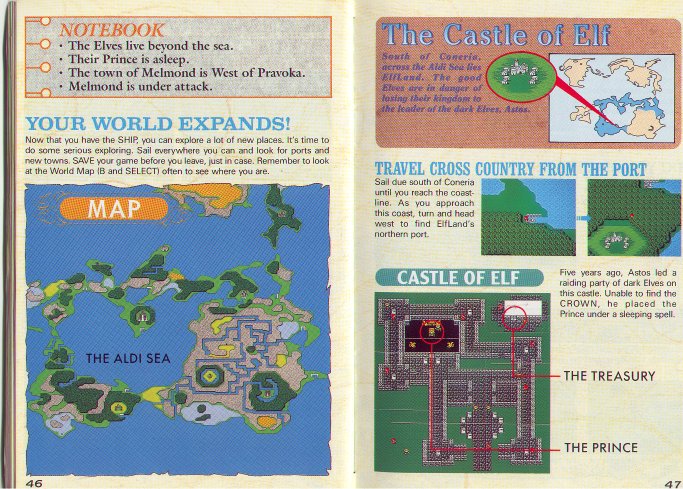 NOTEBOOK
• The Elves live beyond the sea.
• Their Prince is asleep.
• The town of Melmond is West of Pravoka.
• Melmond is under attack.
YOUR WORLD EXPANDS!
Now that you have the SHIP, you can explore a lot of new places. It's time to
do some serious exploring. Sail everywhere you can and look for ports and
new towns. SAVE your game before you leave, just in case. Remember to look
at the World Map (B and SELECT) often to see where you are.
MAP
THE ALDI SEA
46
The Castle of Elf
South of Coneria,
across the Aldi Sea lies
ElfLand. The good
Elves are in danger of
losing their kingdom to
the leader of the dark Elves, Astos.
TRAVEL CROSS COUNTRY FROM THE PORT
Sail due south of Coneria
until you reach the coast-
line. As you approach
this coast, turn and head
west to find ElfLand's
northern port.
CASTLE OF ELF
Five years ago, Astos led a
raiding party of dark Elves on
this castle. Unable to find the
CROWN, he placed the
Prince under a sleeping spell.
THE TREASURY
THE PRINCE
47